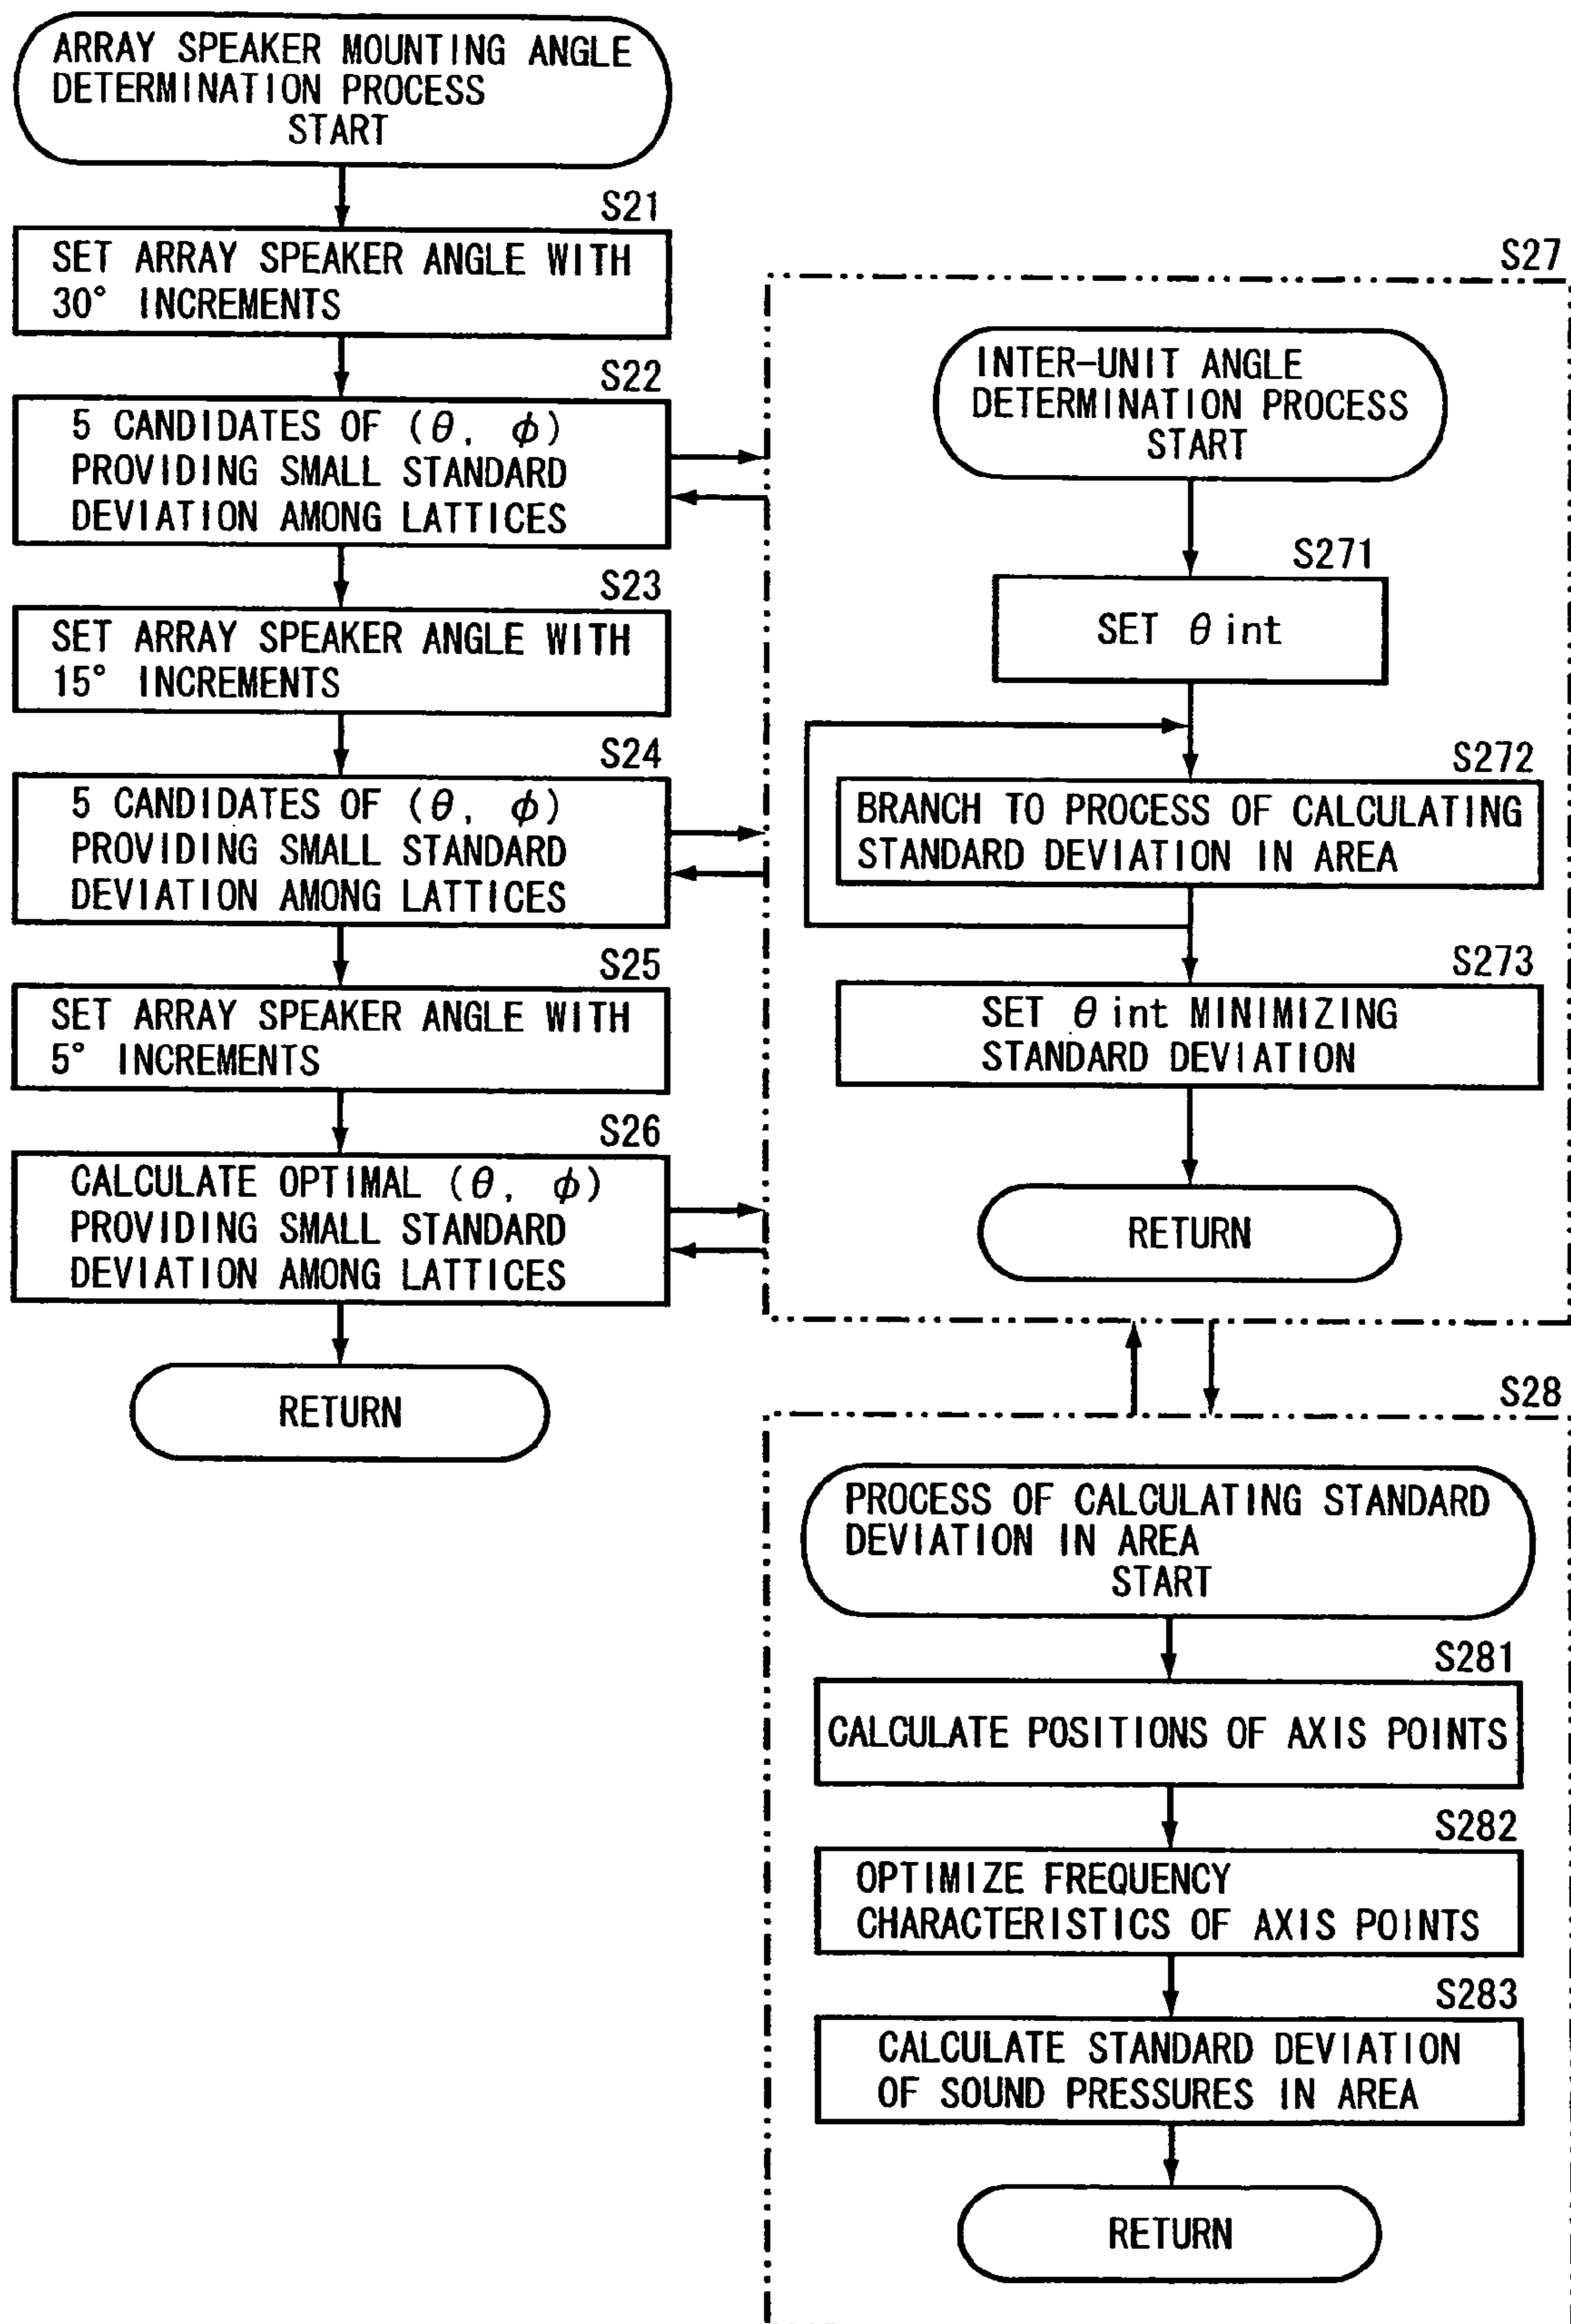 ARRAY SPEAKER MOUNTING ANGLE
DETERMINATION PROCESS
START
S21
SET ARRAY SPEAKER ANGLE WITH
30° INCREMENTS
S22
5 CANDIDATES OF (θ, φ)
PROVIDING SMALL STANDARD
DEVIATION AMONG LATTICES
S23
SET ARRAY SPEAKER ANGLE WITH
15° INCREMENTS
S24
5 CANDIDATES OF (θ, φ)
PROVIDING SMALL STANDARD
DEVIATION AMONG LATTICES
S25
SET ARRAY SPEAKER ANGLE WITH
5° INCREMENTS
S26
CALCULATE OPTIMAL (θ, φ)
PROVIDING SMALL STANDARD
DEVIATION AMONG LATTICES
RETURN
S27
INTER-UNIT ANGLE
DETERMINATION PROCESS
START
S271
SET θint
S272
BRANCH TO PROCESS OF CALCULATING
STANDARD DEVIATION IN AREA
S273
SET θint MINIMIZING
STANDARD DEVIATION
RETURN
S28
PROCESS OF CALCULATING STANDARD
DEVIATION IN AREA
START
S281
CALCULATE POSITIONS OF AXIS POINTS
S282
OPTIMIZE FREQUENCY
CHARACTERISTICS OF AXIS POINTS
S283
CALCULATE STANDARD DEVIATION
OF SOUND PRESSURES IN AREA
RETURN